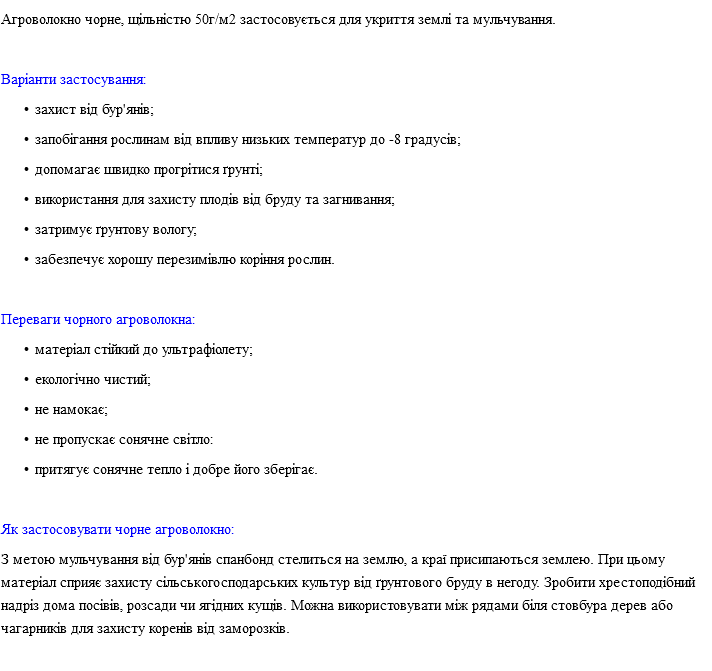 Агроволокно чорне, щільністю 50г/м2 застосовується для укриття землі та мульчування.
Варіанти застосування:
• захист від бур'янів;
• запобігання рослинам від впливу низьких температур до -8 градусів;
• допомагає швидко прогрітися ґрунті;
• використання для захисту плодів від бруду та загнивання;
• затримує ґрунтову вологу;
• забезпечує хорошу перезимівлю коріння рослин.
Переваги чорного агроволокна:
• матеріал стійкий до ультрафіолету;
• екологічно чистий;
• не намокає;
• не пропускає сонячне світло:
• притягує сонячне тепло і добре його зберігає.
Як застосовувати чорне агроволокно:
З метою мульчування від бур'янів спанбонд стелиться на землю, а краї присипаються землею. При цьому
матеріал сприяє захисту сільськогосподарських культур від ґрунтового бруду в негоду. Зробити хрестоподібний
надріз дома посівів, розсади чи ягідних кущів. Можна використовувати між рядами біля стовбура дерев або
чагарників для захисту коренів від заморозків.